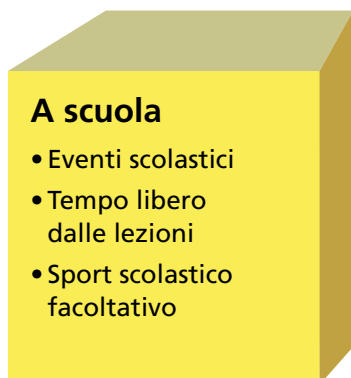 A scuola
• Eventi scolastici
• Tempo libero
dalle lezioni
• Sport scolastico
facoltativo